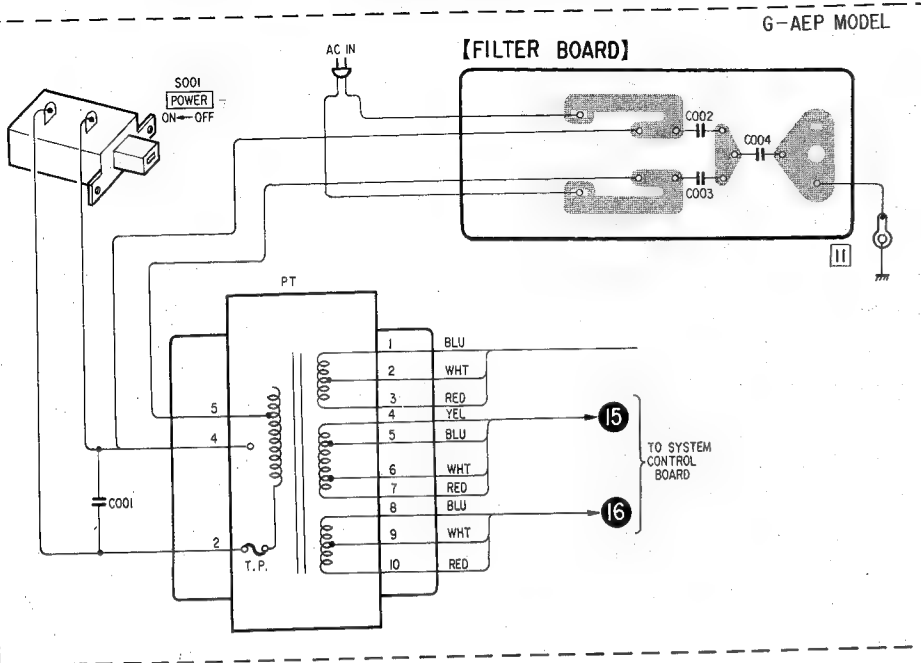 G-AEP MODEL
【FILTER BOARD】
AC IN
S001
POWER
ON←OFF
C002
C004
C003
11
PT
1 BLU
2 WHT
3 RED
4 YEL
5
5 BLU
15
4
6 WHT
TO SYSTEM
CONTROL
BOARD
7 RED
8 BLU
16
C001
2
T.P.
9 WHT
10 RED